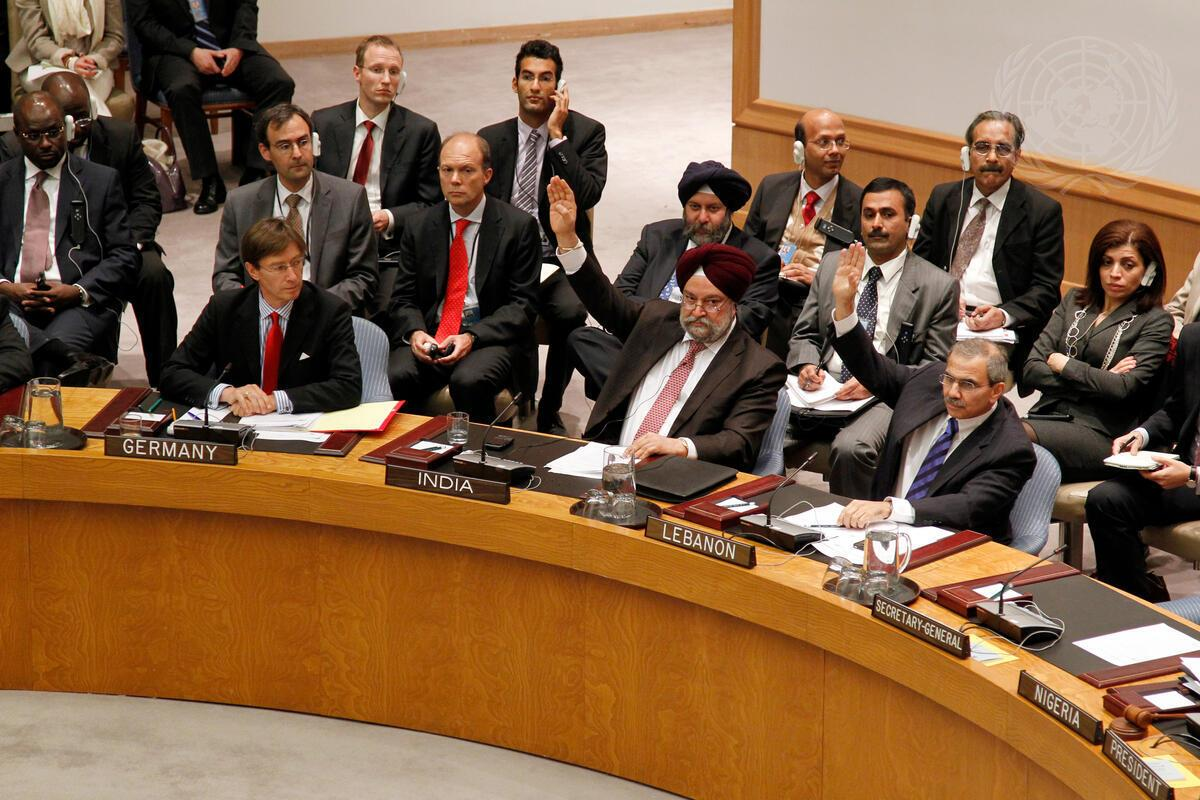 GERMANY
INDIA
LEBANON
SECRETARY-GENERAL
NIGERIA
PRESIDENT